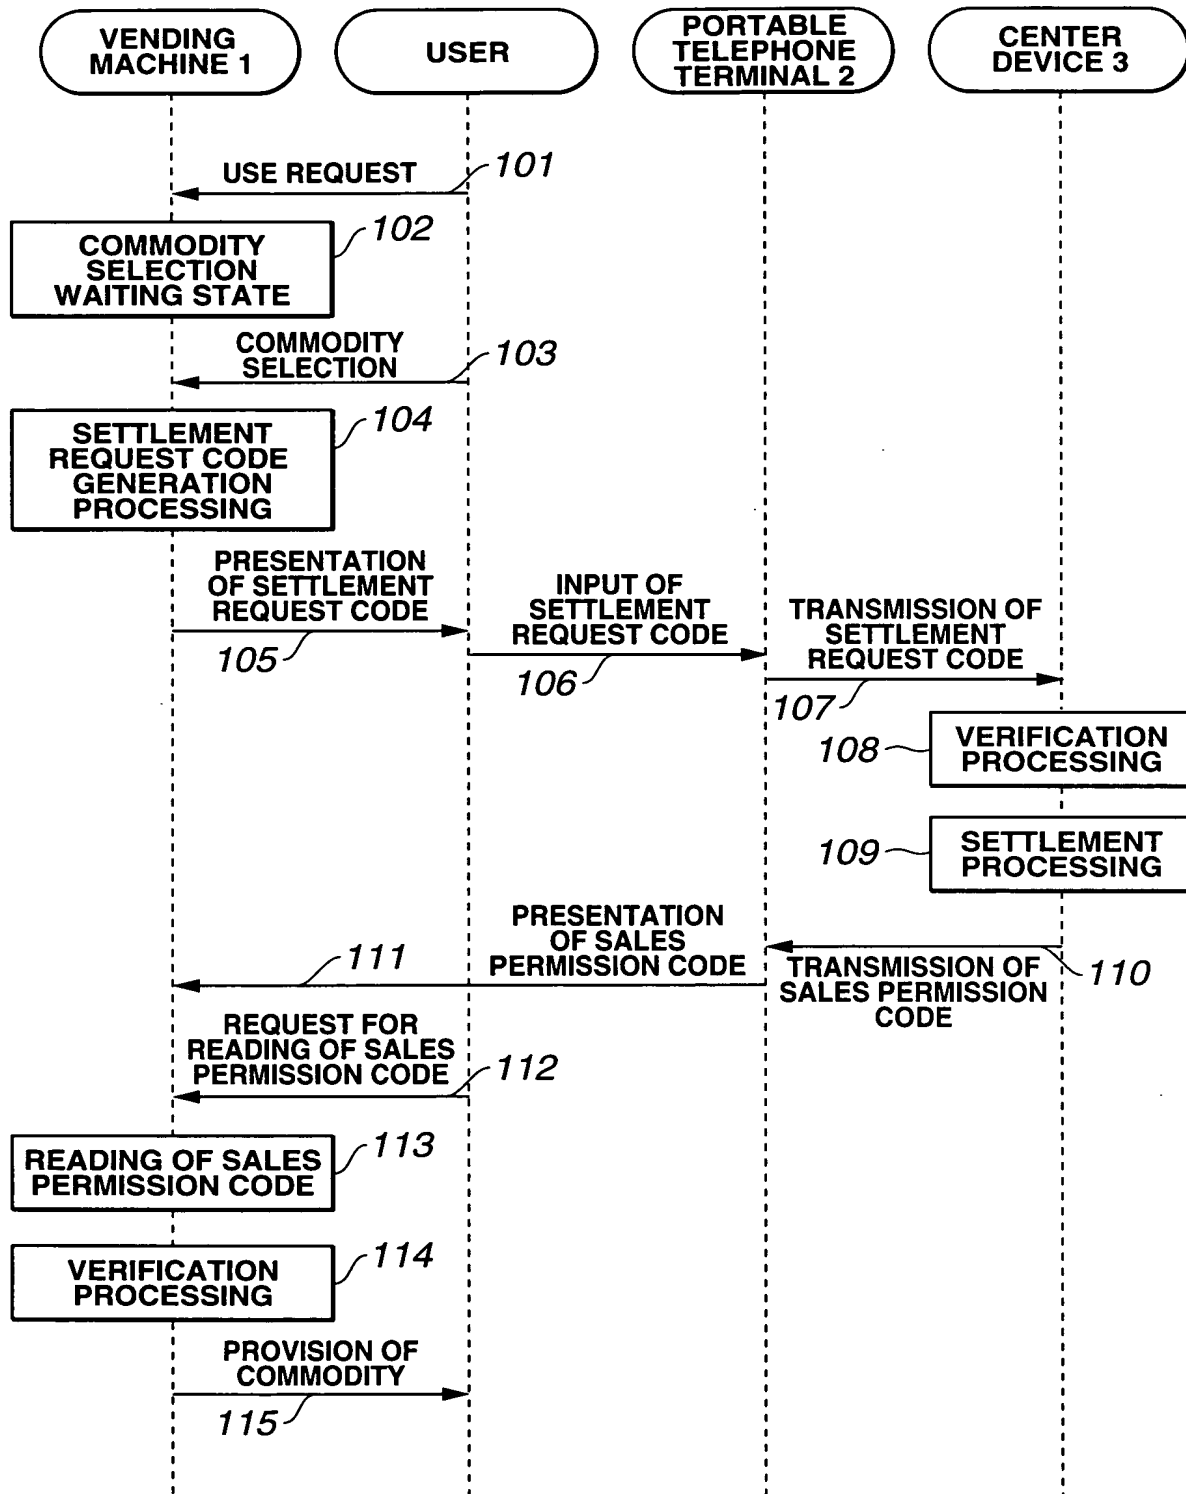 VENDING
MACHINE 1
USER
PORTABLE
TELEPHONE
TERMINAL 2
CENTER
DEVICE 3
USE REQUEST
101
COMMODITY
SELECTION
WAITING STATE
102
COMMODITY
SELECTION
103
SETTLEMENT
REQUEST CODE
GENERATION
PROCESSING
104
PRESENTATION
OF SETTLEMENT
REQUEST CODE
105
INPUT OF
SETTLEMENT
REQUEST CODE
106
TRANSMISSION OF
SETTLEMENT
REQUEST CODE
107
108
VERIFICATION
PROCESSING
109
SETTLEMENT
PROCESSING
110
TRANSMISSION OF
SALES PERMISSION
CODE
PRESENTATION
OF SALES
PERMISSION CODE
111
REQUEST FOR
READING OF SALES
PERMISSION CODE
112
READING OF SALES
PERMISSION CODE
113
VERIFICATION
PROCESSING
114
PROVISION OF
COMMODITY
115